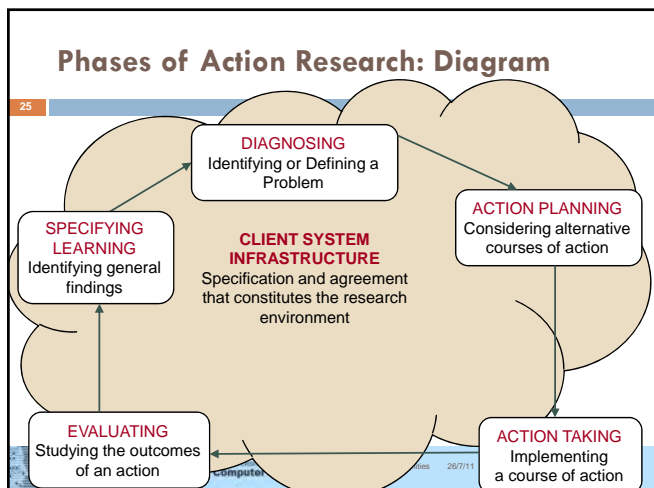 Phases of Action Research: Diagram
25
DIAGNOSING
Identifying or Defining a
Problem
ACTION PLANNING
Considering alternative
courses of action
SPECIFYING
LEARNING
Identifying general
findings
CLIENT SYSTEM
INFRASTRUCTURE
Specification and agreement
that constitutes the research
environment
EVALUATING
Studying the outcomes
of an action
ACTION TAKING
Implementing
a course of action
Computer
26/7/11